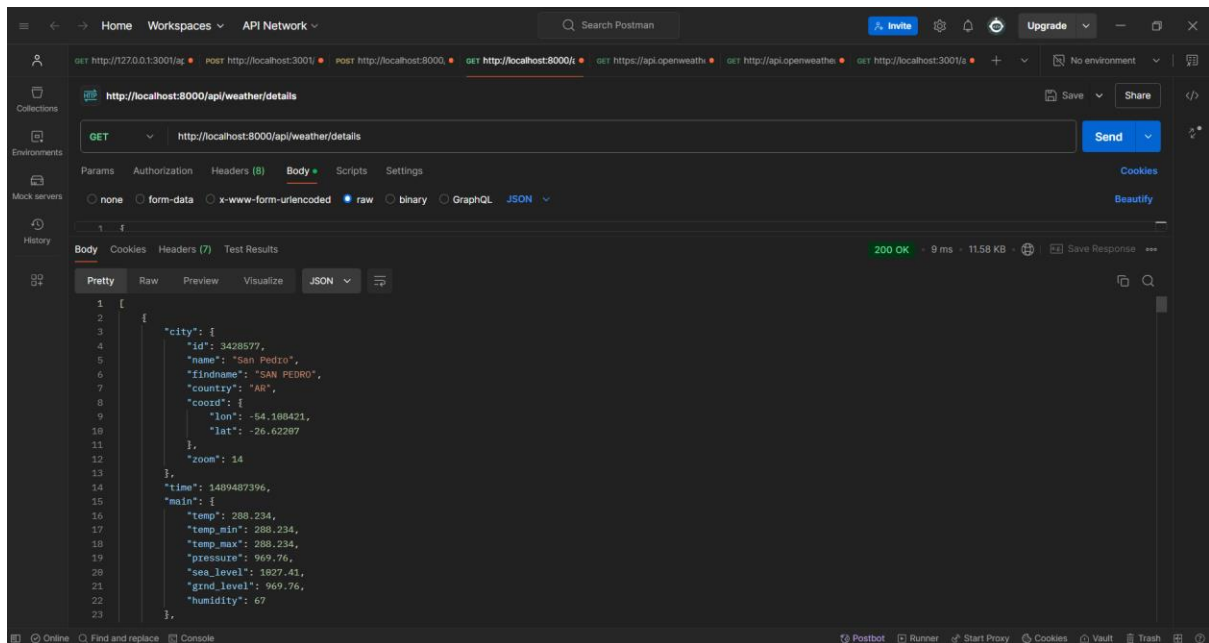 Home Workspaces API Network Search Postman Invite Upgrade
GET http://127.0.0.1:3001/ap POST http://localhost:3001/ POST http://localhost:8000, GET http://localhost:8000/a GET https://api.openweathe GET http://api.openweather. GET http://localhost:3001/a No environment
Collections
Environments
Mock servers
History
HTTP http://localhost:8000/api/weather/details Save Share
GET http://localhost:8000/api/weather/details Send
Params Authorization Headers (8) Body Scripts Settings Cookies
none form-data x-www-form-urlencoded raw binary GraphQL JSON Beautify
1 {
Body Cookies Headers (7) Test Results 200 OK 9 ms 11.58 KB Save Response
Pretty Raw Preview Visualize JSON
1 [
2 {
3 "city": {
4 "id": 3428577,
5 "name": "San Pedro",
6 "findname": "SAN PEDRO",
7 "country": "AR",
8 "coord": {
9 "lon": -54.108421,
10 "lat": -26.62207
11 },
12 "zoom": 14
13 },
14 "time": 1489487396,
15 "main": {
16 "temp": 288.234,
17 "temp_min": 288.234,
18 "temp_max": 288.234,
19 "pressure": 969.76,
20 "sea_level": 1027.41,
21 "grnd_level": 969.76,
22 "humidity": 67
23 },
Online Find and replace Console Postbot Runner Start Proxy Cookies Vault Trash